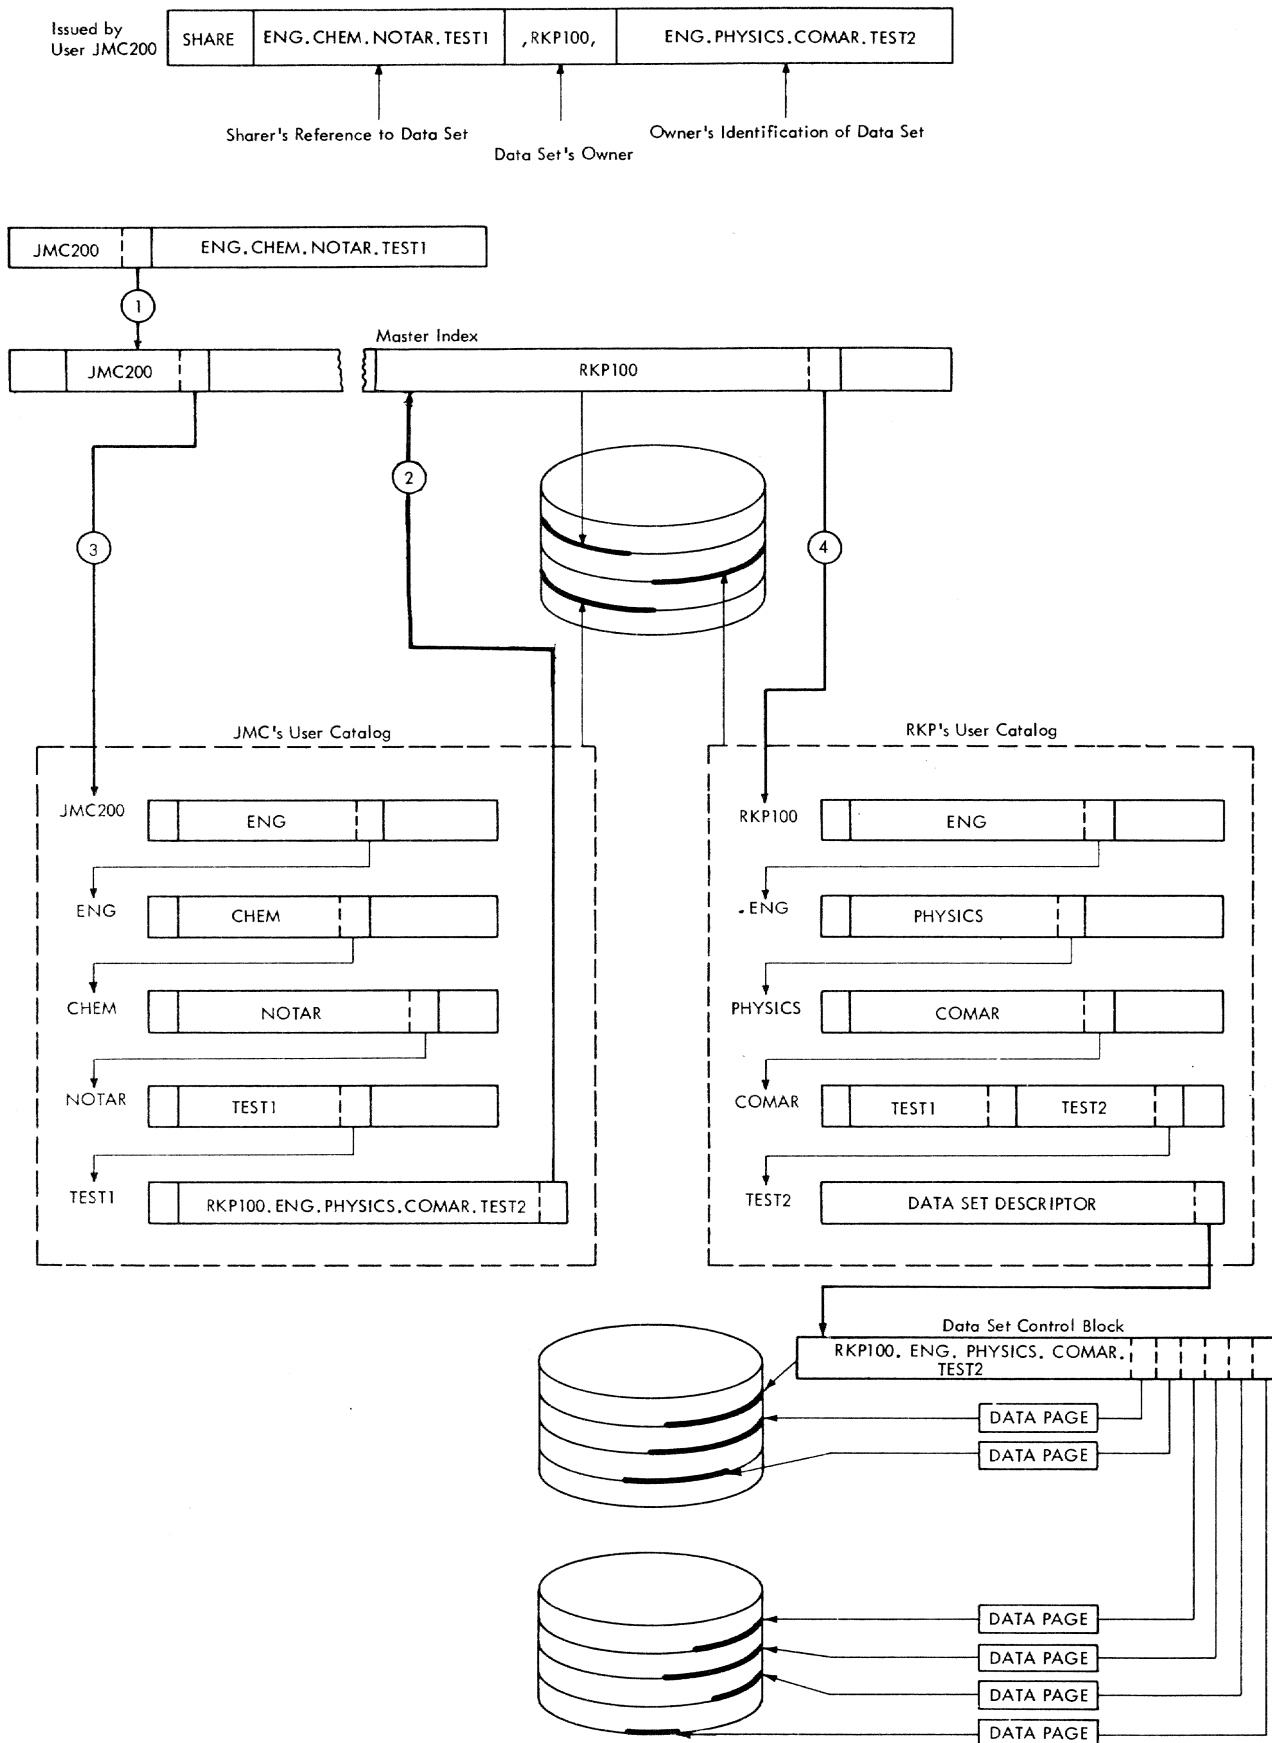 Issued by
User JMC200
SHARE
ENG.CHEM.NOTAR.TEST1
,RKP100,
ENG.PHYSICS.COMAR.TEST2
Sharer's Reference to Data Set
Data Set's Owner
Owner's Identification of Data Set
JMC200
ENG.CHEM.NOTAR.TEST1
1
Master Index
JMC200
RKP100
2
3
4
JMC's User Catalog
JMC200
ENG
ENG
CHEM
CHEM
NOTAR
NOTAR
TEST1
TEST1
RKP100.ENG.PHYSICS.COMAR.TEST2
RKP's User Catalog
RKP100
ENG
.ENG
PHYSICS
PHYSICS
COMAR
COMAR
TEST1
TEST2
TEST2
DATA SET DESCRIPTOR
Data Set Control Block
RKP100. ENG. PHYSICS. COMAR.
TEST2
DATA PAGE
DATA PAGE
DATA PAGE
DATA PAGE
DATA PAGE
DATA PAGE